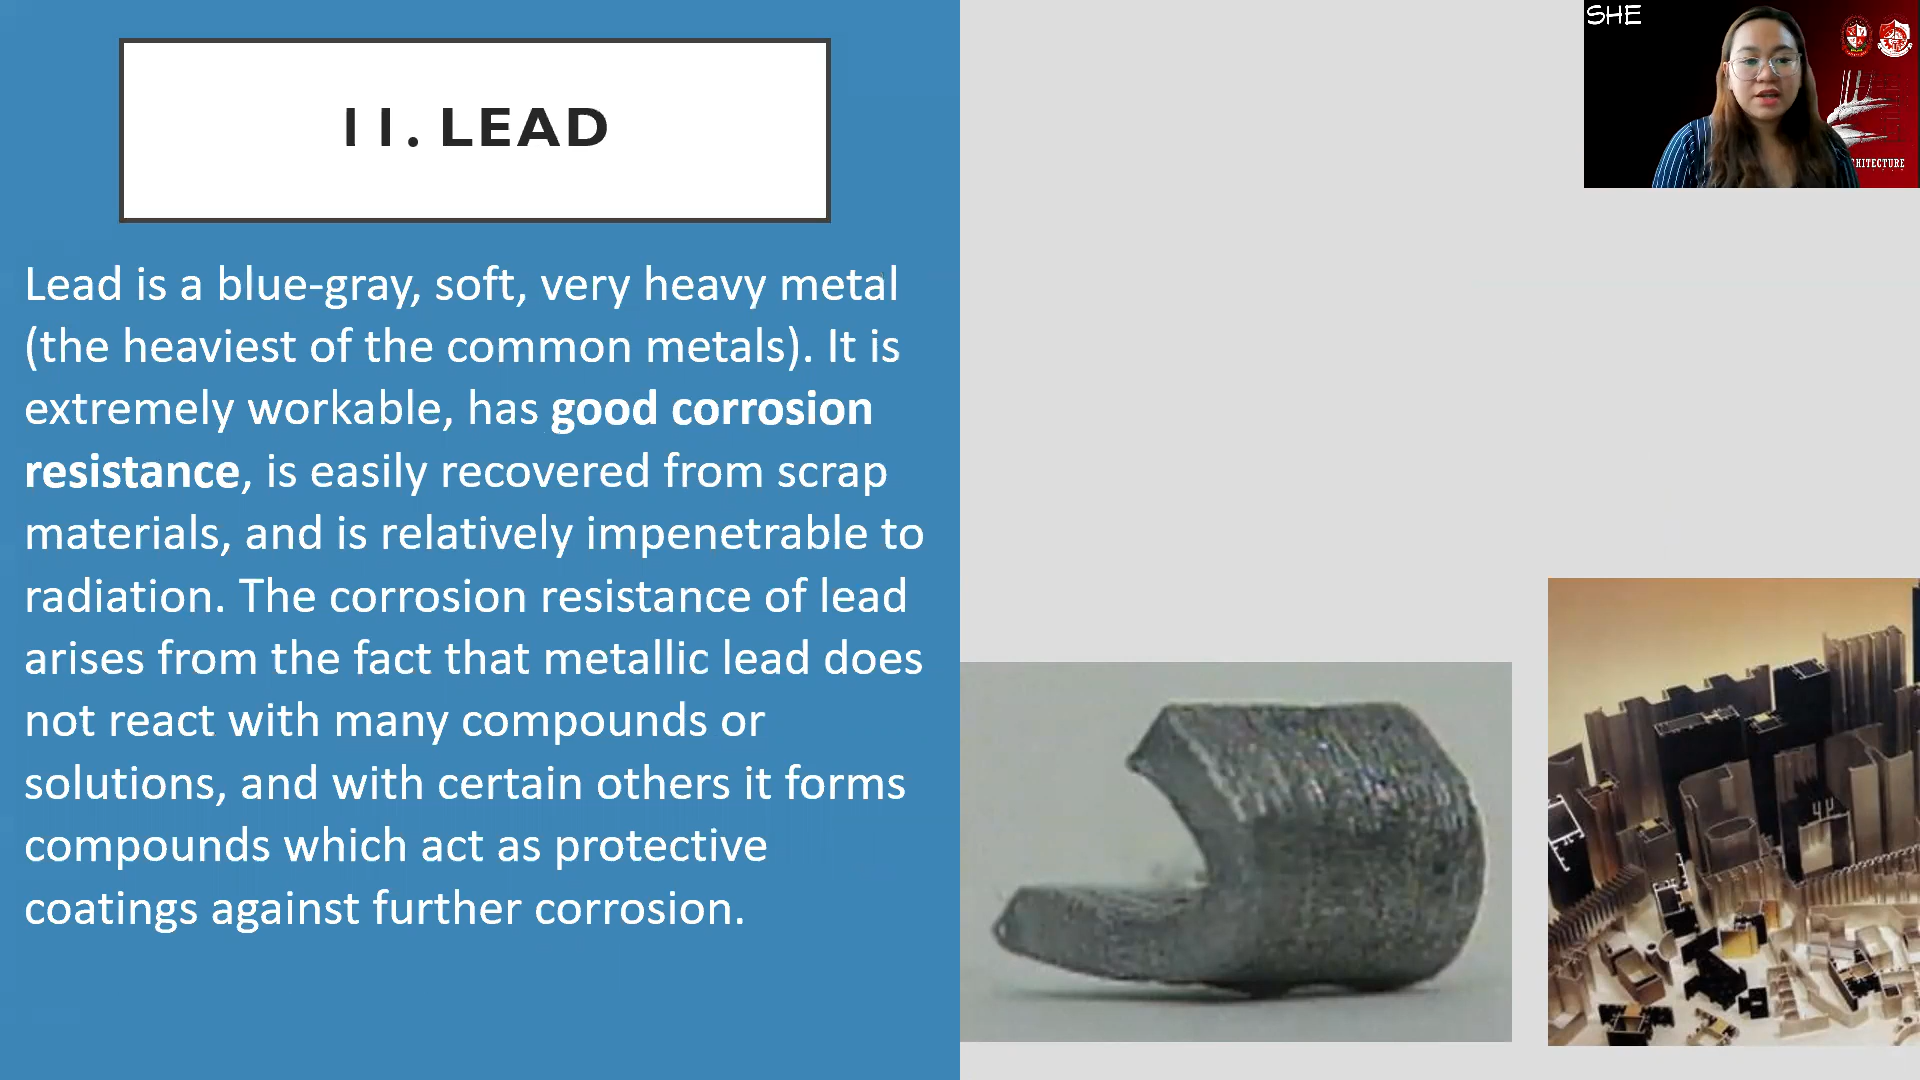 II. LEAD
Lead is a blue-gray, soft, very heavy metal
(the heaviest of the common metals). It is
extremely workable, has good corrosion
resistance, is easily recovered from scrap
materials, and is relatively impenetrable to
radiation. The corrosion resistance of lead
arises from the fact that metallic lead does
not react with many compounds or
solutions, and with certain others it forms
compounds which act as protective
coatings against further corrosion.
SHE
CHITECTURE